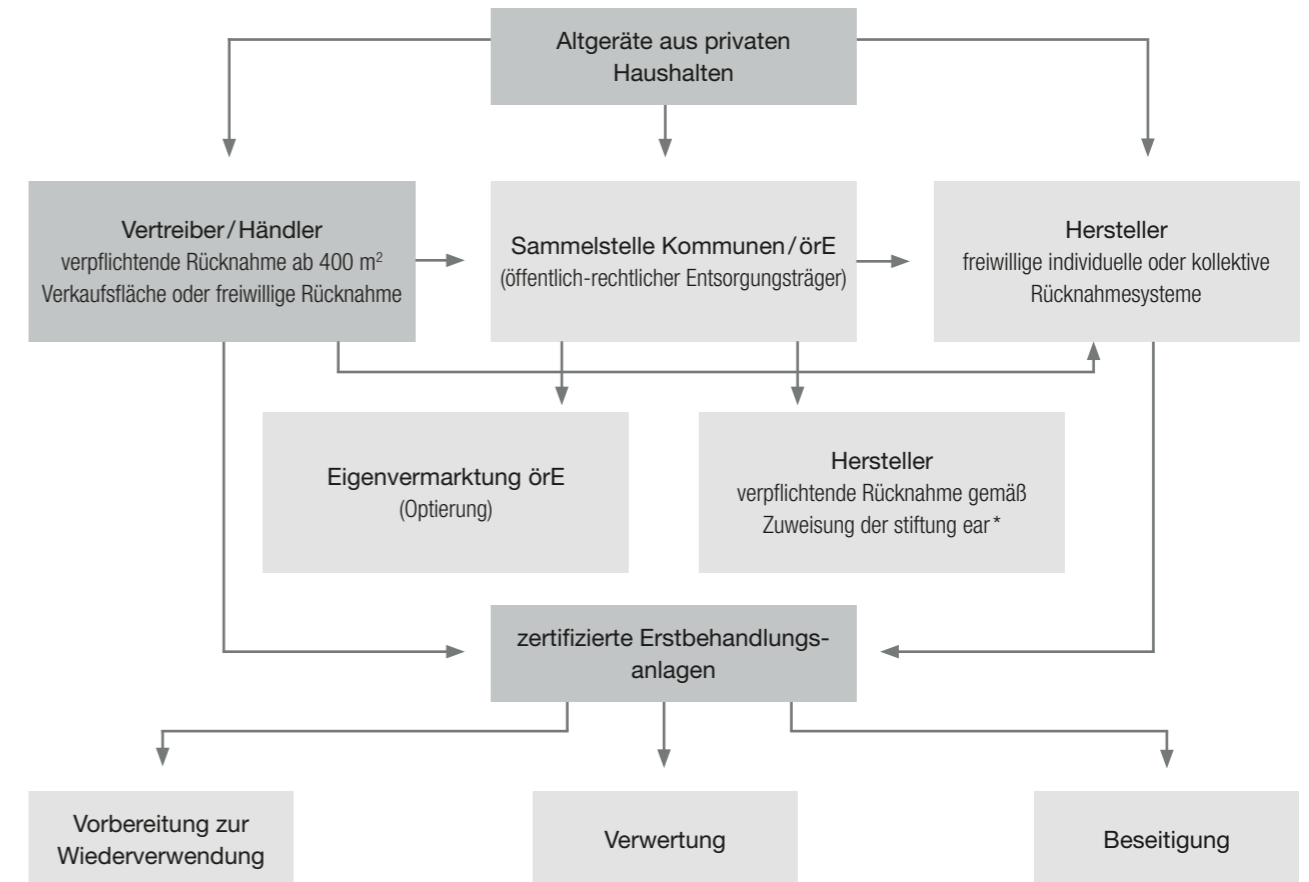 Altgeräte aus privaten
Haushalten
Vertreiber/Händler
verpflichtende Rücknahme ab 400 m²
Verkaufsfläche oder freiwillige Rücknahme
Sammelstelle Kommunen/örE
(öffentlich-rechtlicher Entsorgungsträger)
Hersteller
freiwillige individuelle oder kollektive
Rücknahmesysteme
Eigenvermarktung örE
(Optierung)
Hersteller
verpflichtende Rücknahme gemäß
Zuweisung der stiftung ear*
zertifizierte Erstbehandlungs-
anlagen
Vorbereitung zur
Wiederverwendung
Verwertung
Beseitigung